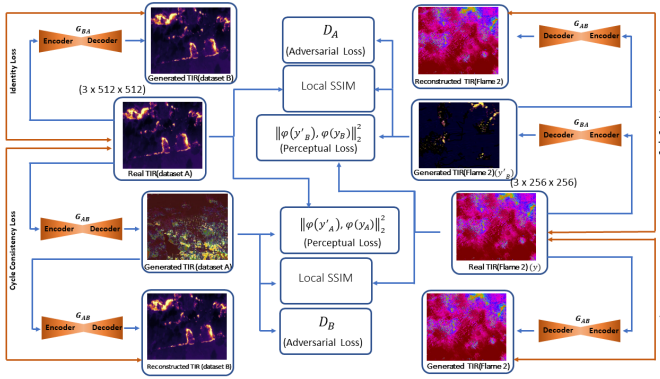 Identity Loss
G_BA
Encoder Decoder
Generated TIR(dataset B)
(3 x 512 x 512)
Real TIR(dataset A)
Cycle Consistency Loss
G_AB
Encoder Decoder
Generated TIR (dataset A)
G_AB
Encoder Decoder
Reconstructed TIR (dataset B)
D_A
(Adversarial Loss)
Local SSIM
‖φ(y'_B), φ(y_B)‖²₂
(Perceptual Loss)
‖φ(y'_A), φ(y_A)‖²₂
(Perceptual Loss)
Local SSIM
D_B
(Adversarial Loss)
Reconstructed TIR(Flame 2)
G_AB
Decoder Encoder
Generated TIR(Flame 2)(y'_B)
G_BA
Decoder Encoder
(3 x 256 x 256)
Real TIR(Flame 2) (y)
G_AB
Decoder Encoder
Generated TIR(Flame 2)